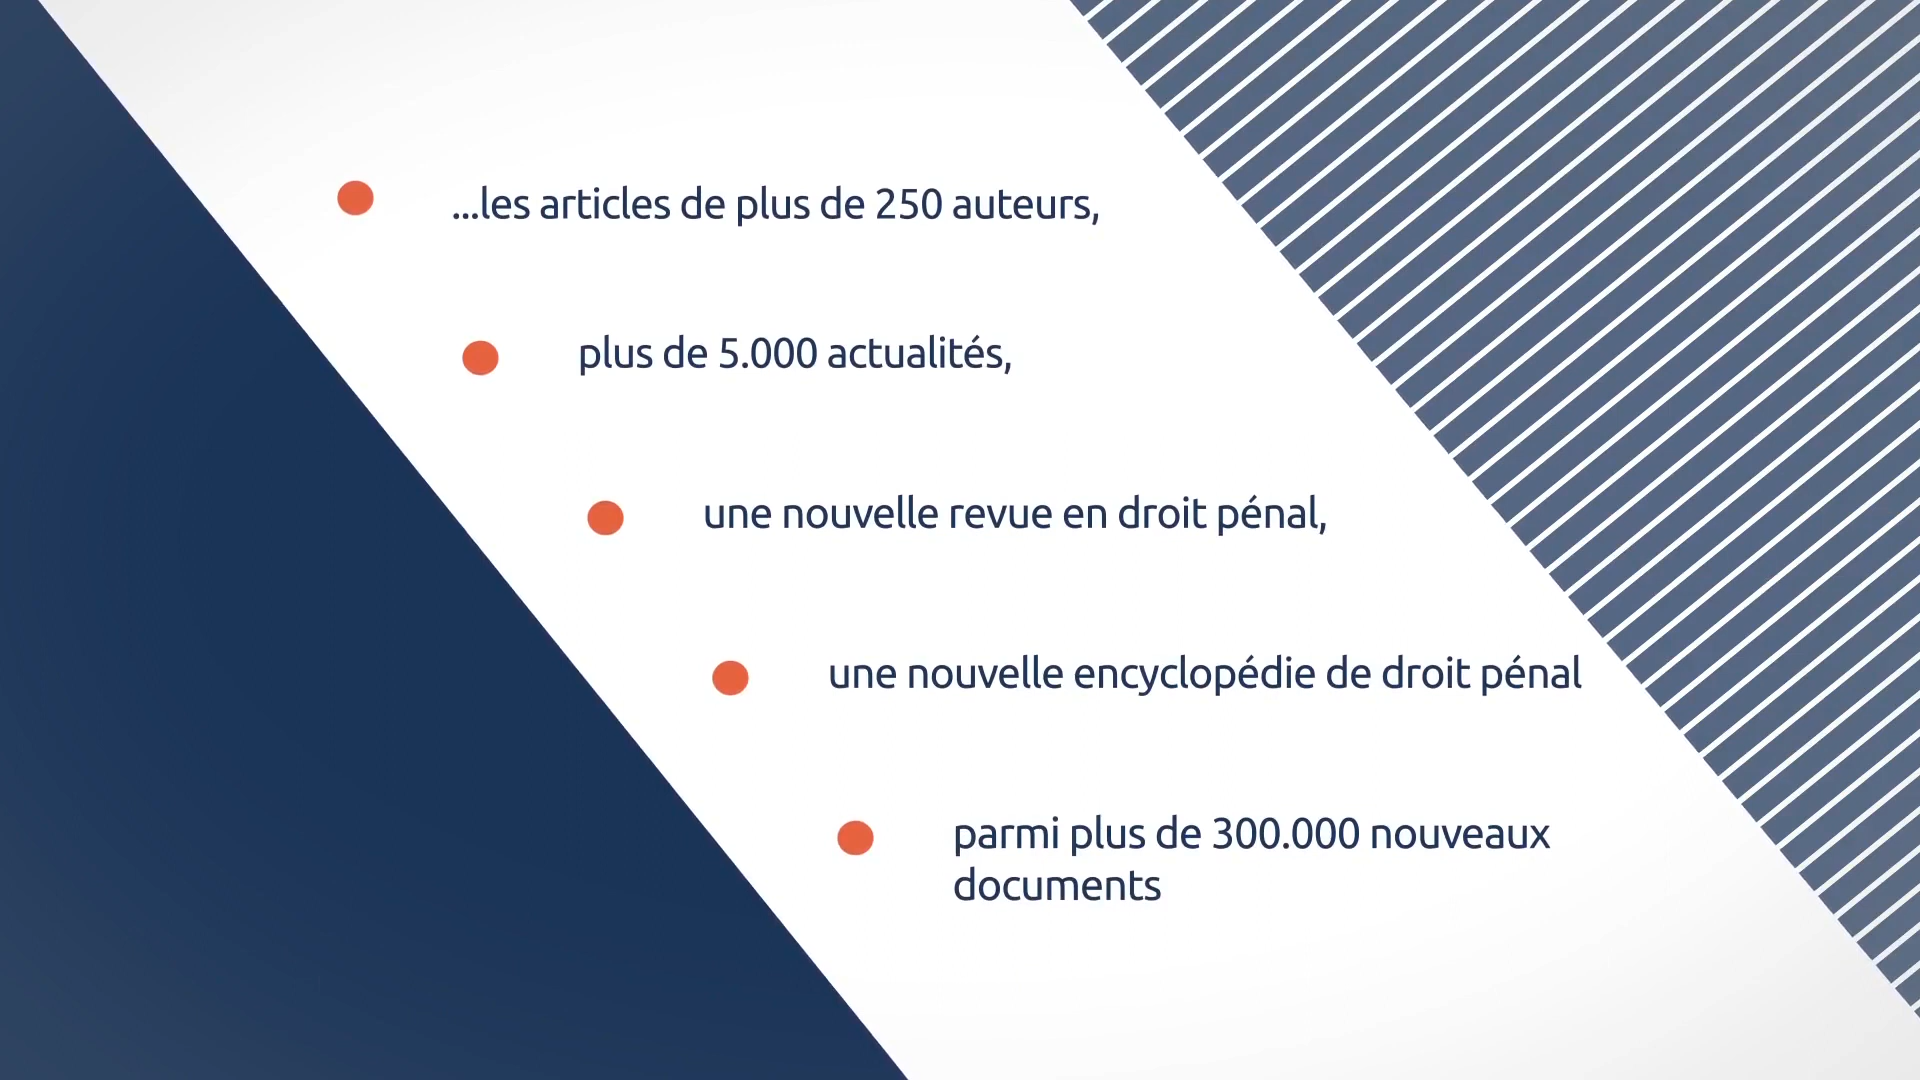 ...les articles de plus de 250 auteurs,
plus de 5.000 actualités,
une nouvelle revue en droit pénal,
une nouvelle encyclopédie de droit pénal
parmi plus de 300.000 nouveaux
documents